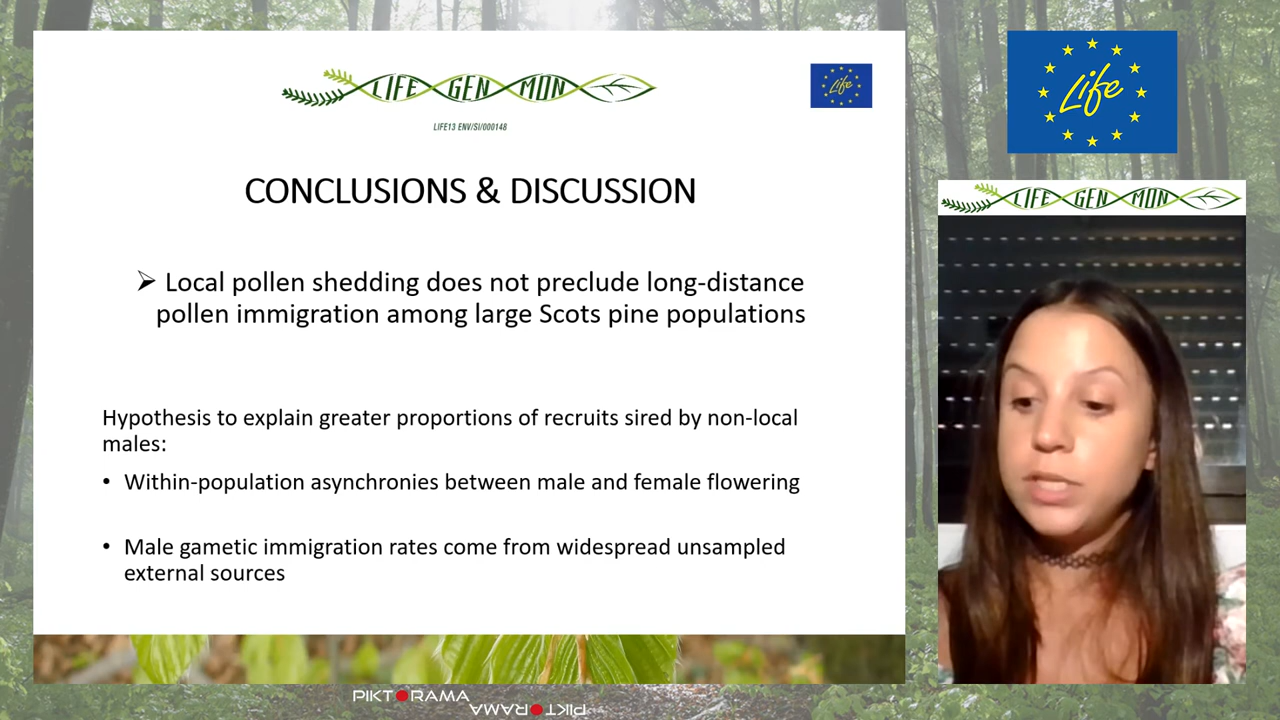 LIFE GEN MON
LIFE13 ENV/SI/000148
Life
CONCLUSIONS & DISCUSSION
➢ Local pollen shedding does not preclude long-distance
pollen immigration among large Scots pine populations
Hypothesis to explain greater proportions of recruits sired by non-local
males:
• Within-population asynchronies between male and female flowering
• Male gametic immigration rates come from widespread unsampled
external sources
Life
LIFE GEN MON
PIKTORAMA
PIKTORAMA